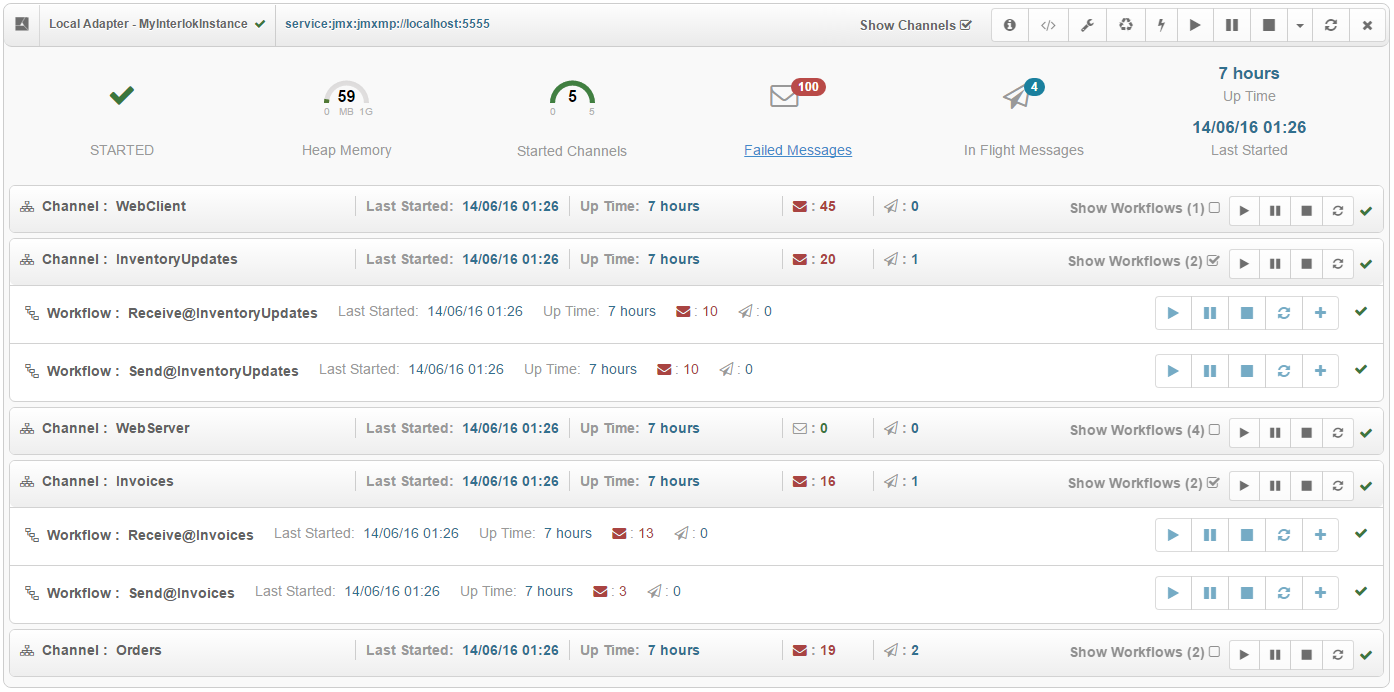 Local Adapter - MyInterlokInstance service:jmx:jmxmp://localhost:5555 Show Channels
59
0 MB 1G
Heap Memory
5
0 5
Started Channels
100
Failed Messages
4
In Flight Messages
STARTED
7 hours
Up Time
14/06/16 01:26
Last Started
Channel : WebClient Last Started: 14/06/16 01:26 Up Time: 7 hours : 45 : 0 Show Workflows (1)
Channel : InventoryUpdates Last Started: 14/06/16 01:26 Up Time: 7 hours : 20 : 1 Show Workflows (2)
Workflow : Receive@InventoryUpdates Last Started: 14/06/16 01:26 Up Time: 7 hours : 10 : 0
Workflow : Send@InventoryUpdates Last Started: 14/06/16 01:26 Up Time: 7 hours : 10 : 0
Channel : WebServer Last Started: 14/06/16 01:26 Up Time: 7 hours : 0 : 0 Show Workflows (4)
Channel : Invoices Last Started: 14/06/16 01:26 Up Time: 7 hours : 16 : 1 Show Workflows (2)
Workflow : Receive@Invoices Last Started: 14/06/16 01:26 Up Time: 7 hours : 13 : 0
Workflow : Send@Invoices Last Started: 14/06/16 01:26 Up Time: 7 hours : 3 : 0
Channel : Orders Last Started: 14/06/16 01:26 Up Time: 7 hours : 19 : 2 Show Workflows (2)